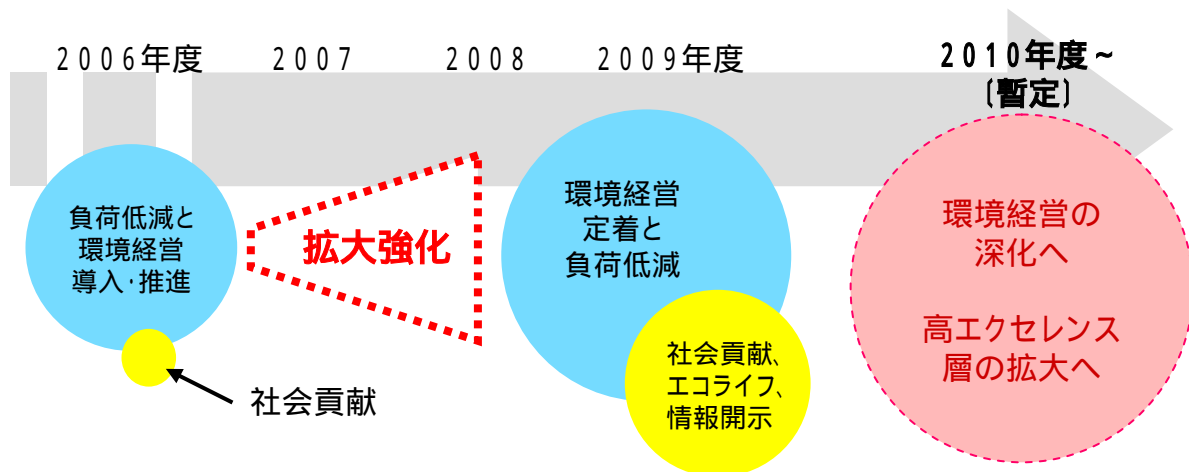 2006年度
2007
2008
2009年度
2010年度~
〔暫定〕
負荷低減と
環境経営
導入・推進
社会貢献
拡大強化
環境経営
定着と
負荷低減
社会貢献、
エコライフ、
情報開示
環境経営の
深化へ
高エクセレンス
層の拡大へ